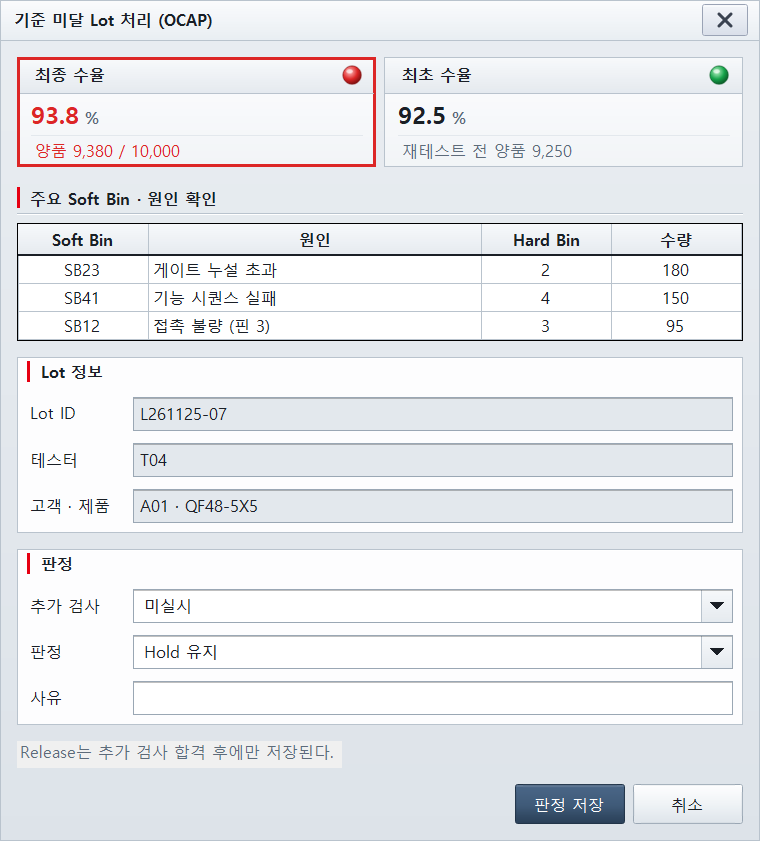 기준 미달 Lot 처리 (OCAP)
최종 수율
93.8 %
양품 9,380 / 10,000
최초 수율
92.5 %
재테스트 전 양품 9,250
주요 Soft Bin · 원인 확인
Soft Bin 원인 Hard Bin 수량
SB23 게이트 누설 초과 2 180
SB41 기능 시퀀스 실패 4 150
SB12 접촉 불량 (핀 3) 3 95
Lot 정보
Lot ID L261125-07
테스터 T04
고객 · 제품 A01 · QF48-5X5
판정
추가 검사 미실시
판정 Hold 유지
사유
Release는 추가 검사 합격 후에만 저장된다.
판정 저장 취소